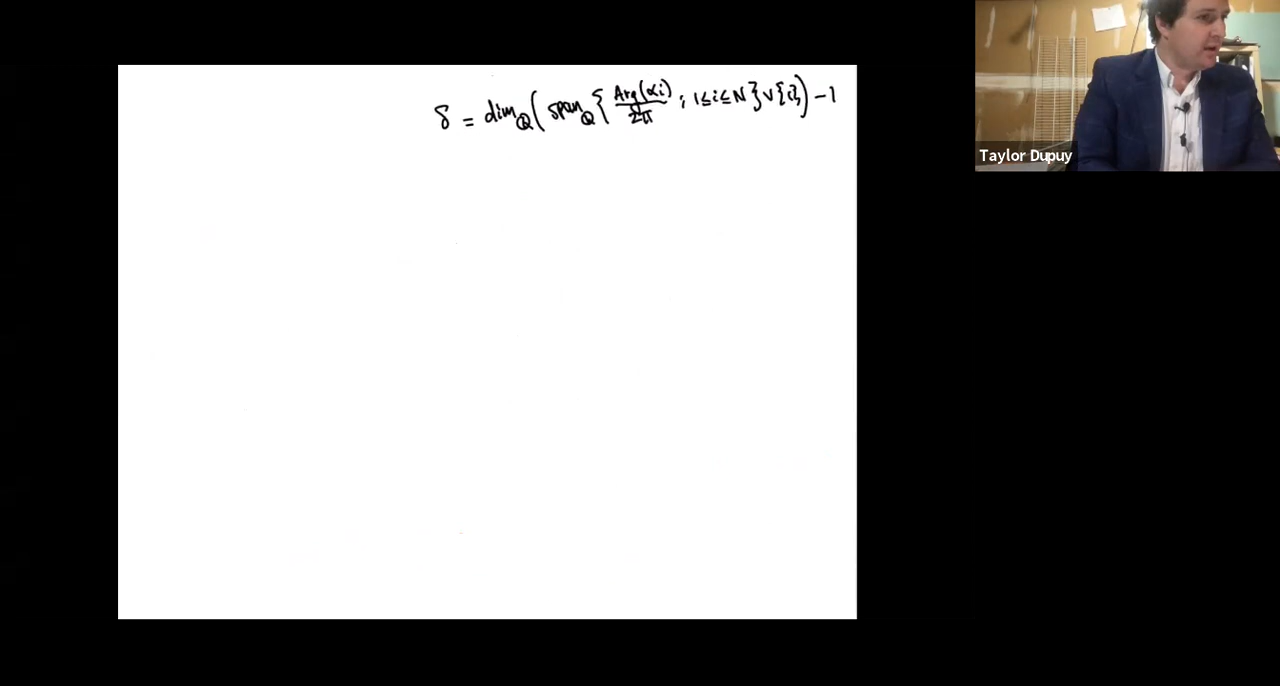 δ = dim_Q(span_Q{Arg(αi)/2π ; 1≤i≤N}∪{1})-1
Taylor Dupuy